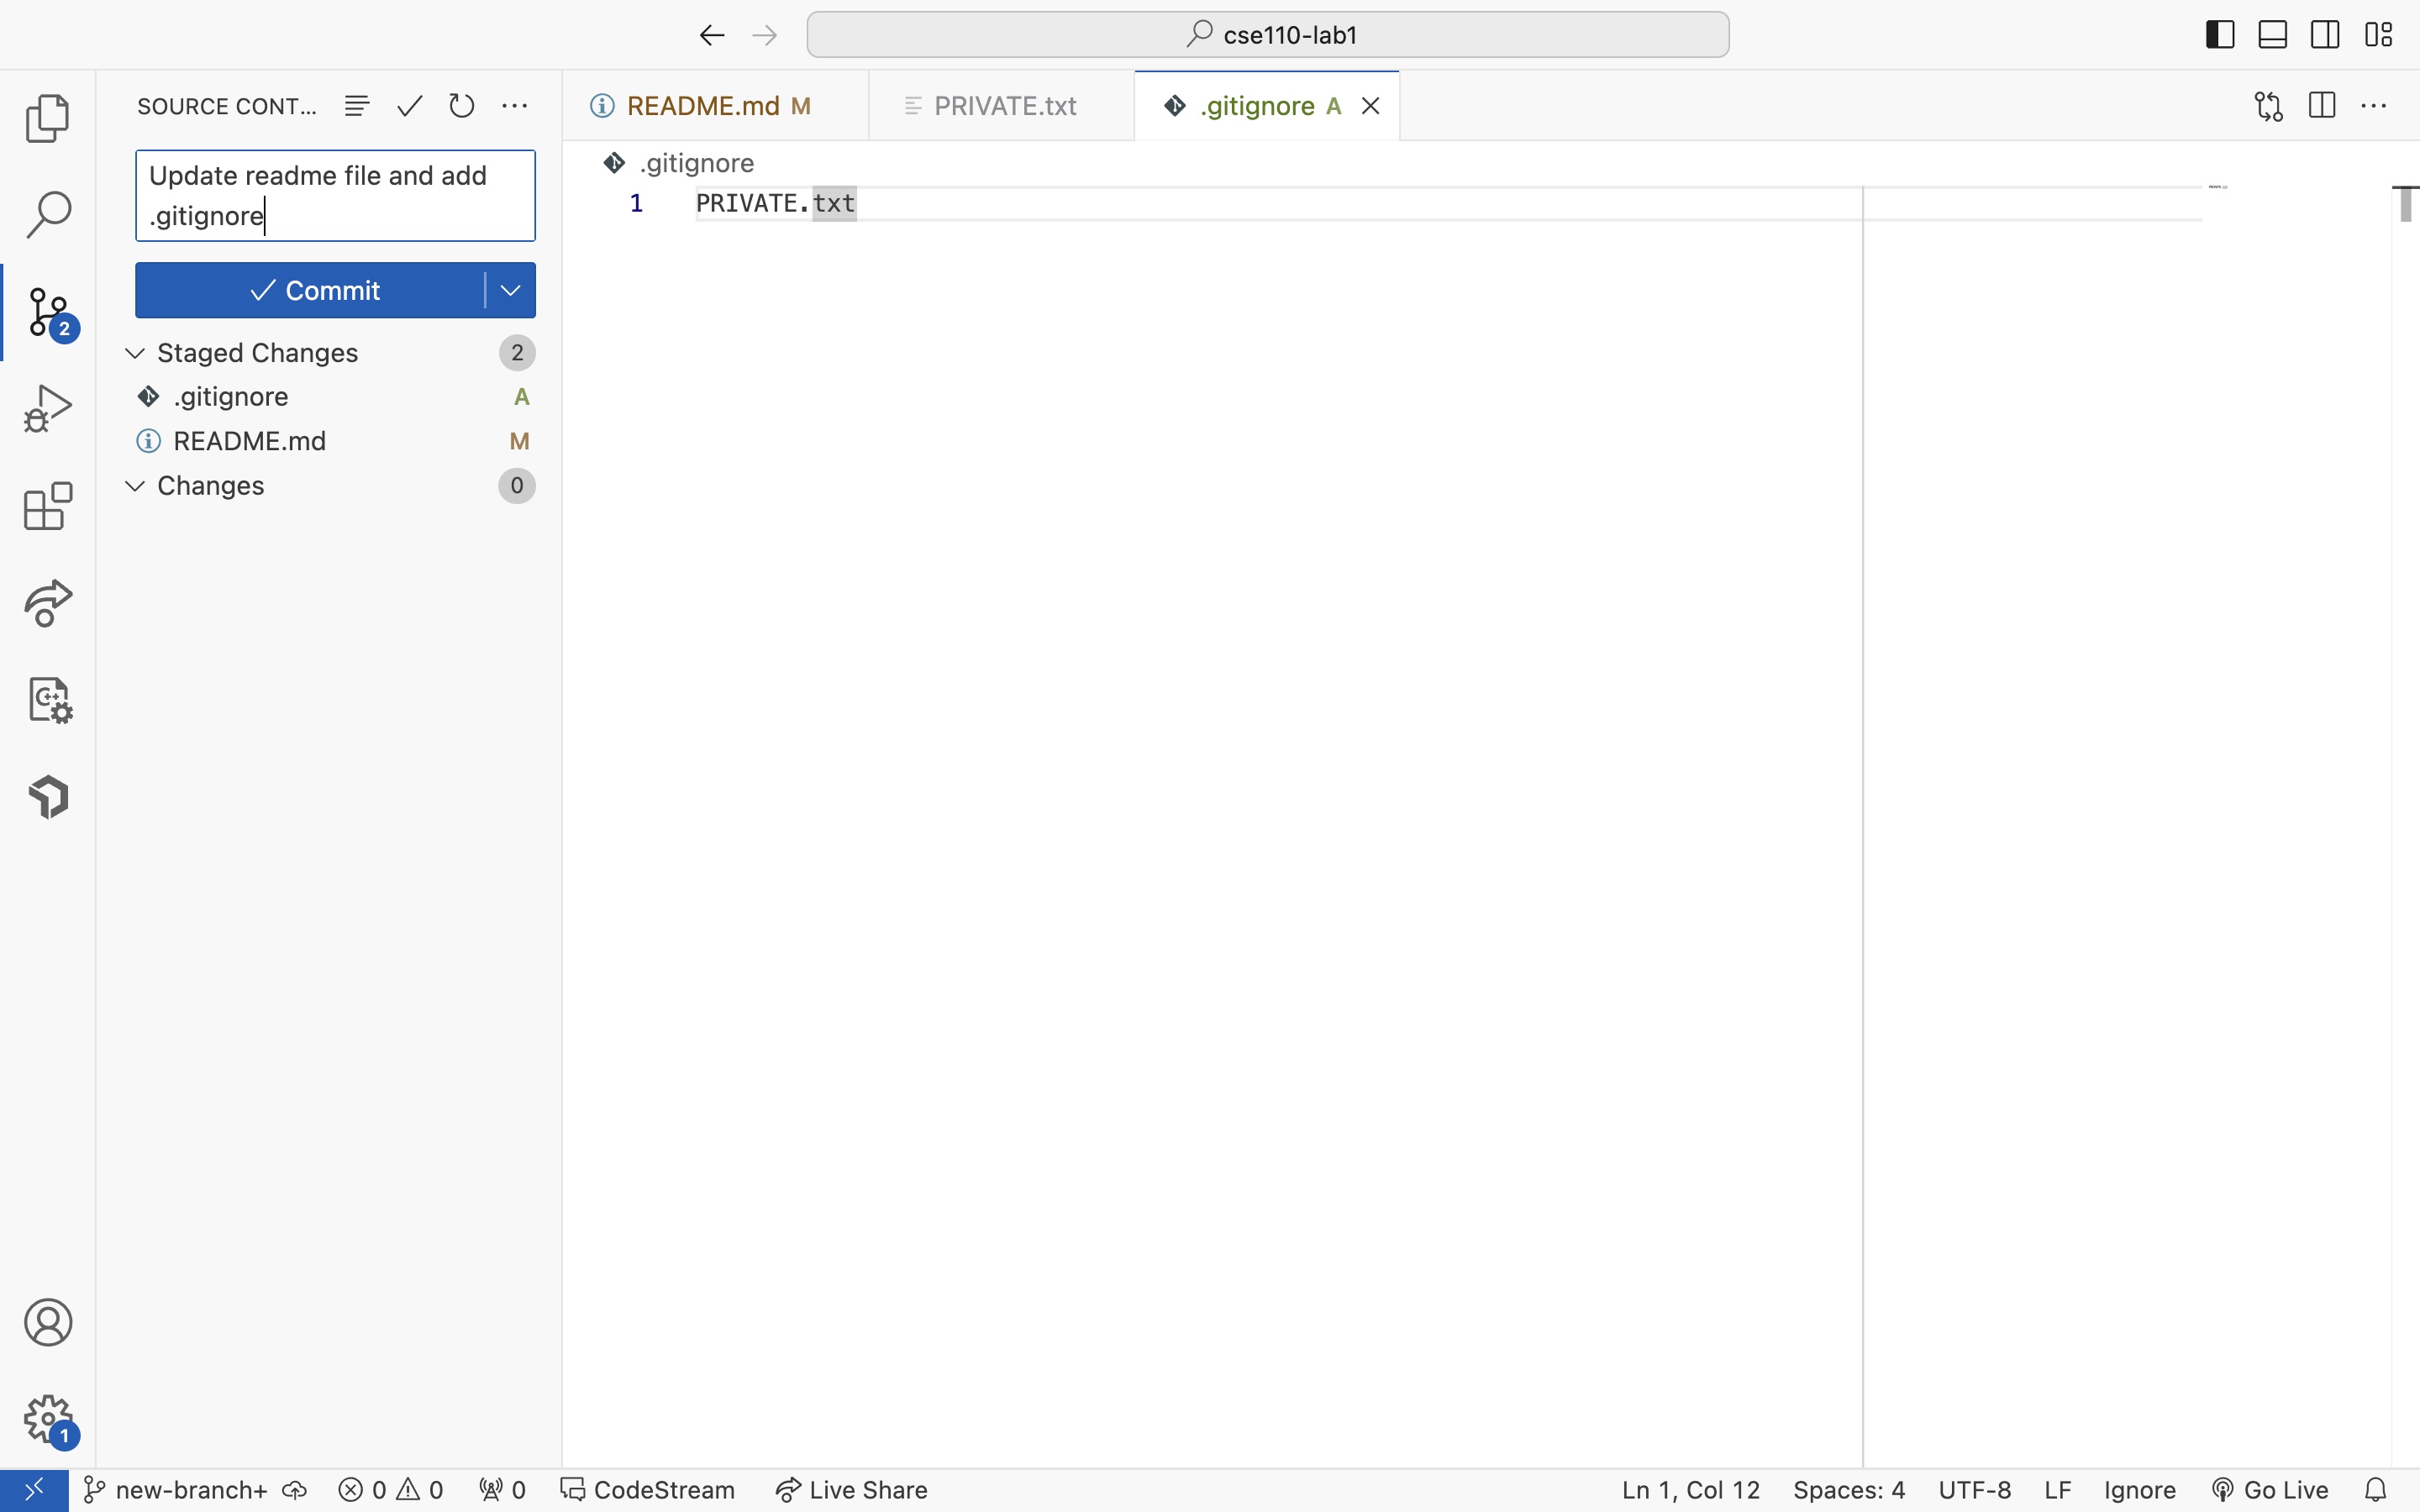 cse110-lab1
SOURCE CONT...
README.md M
PRIVATE.txt
.gitignore A
Update readme file and add
.gitignore
.gitignore
1 PRIVATE.txt
Commit
2
Staged Changes 2
.gitignore A
README.md M
Changes 0
C++
1
new-branch+ 0 0 0 CodeStream Live Share Ln 1, Col 12 Spaces: 4 UTF-8 LF Ignore Go Live